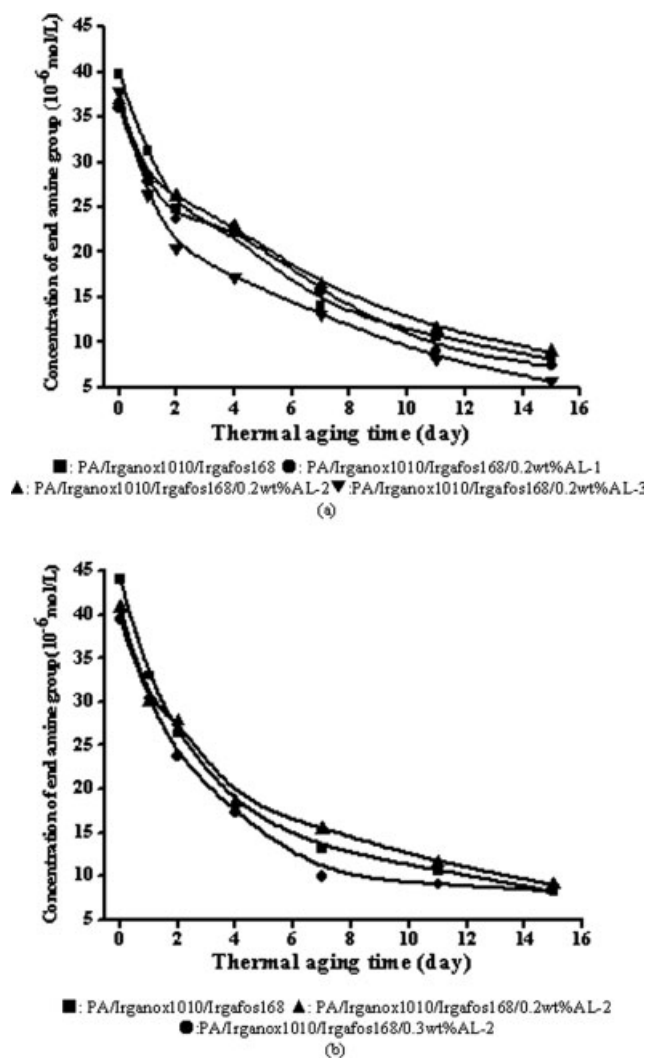 45
40
35
30
25
20
15
10
5
Concentration of end amine group (10⁻⁶mol/L)
0 2 4 6 8 10 12 14 16
Thermal aging time (day)
■: PA/Irganox1010/Irgafos168 ●: PA/Irganox1010/Irgafos168/0.2wt%AL-1
▲: PA/Irganox1010/Irgafos168/0.2wt%AL-2 ▼:PA/Irganox1010/Irgafos168/0.2wt%AL-3
(a)
45
40
35
30
25
20
15
10
5
Concentration of end amine group(10⁻⁶mol/L)
0 2 4 6 8 10 12 14 16
Thermal aging time (day)
■: PA/Irganox1010/Irgafos168 ▲: PA/Irganox1010/Irgafos168/0.2wt%AL-2
●:PA/Irganox1010/Irgafos168/0.3wt%AL-2
(b)